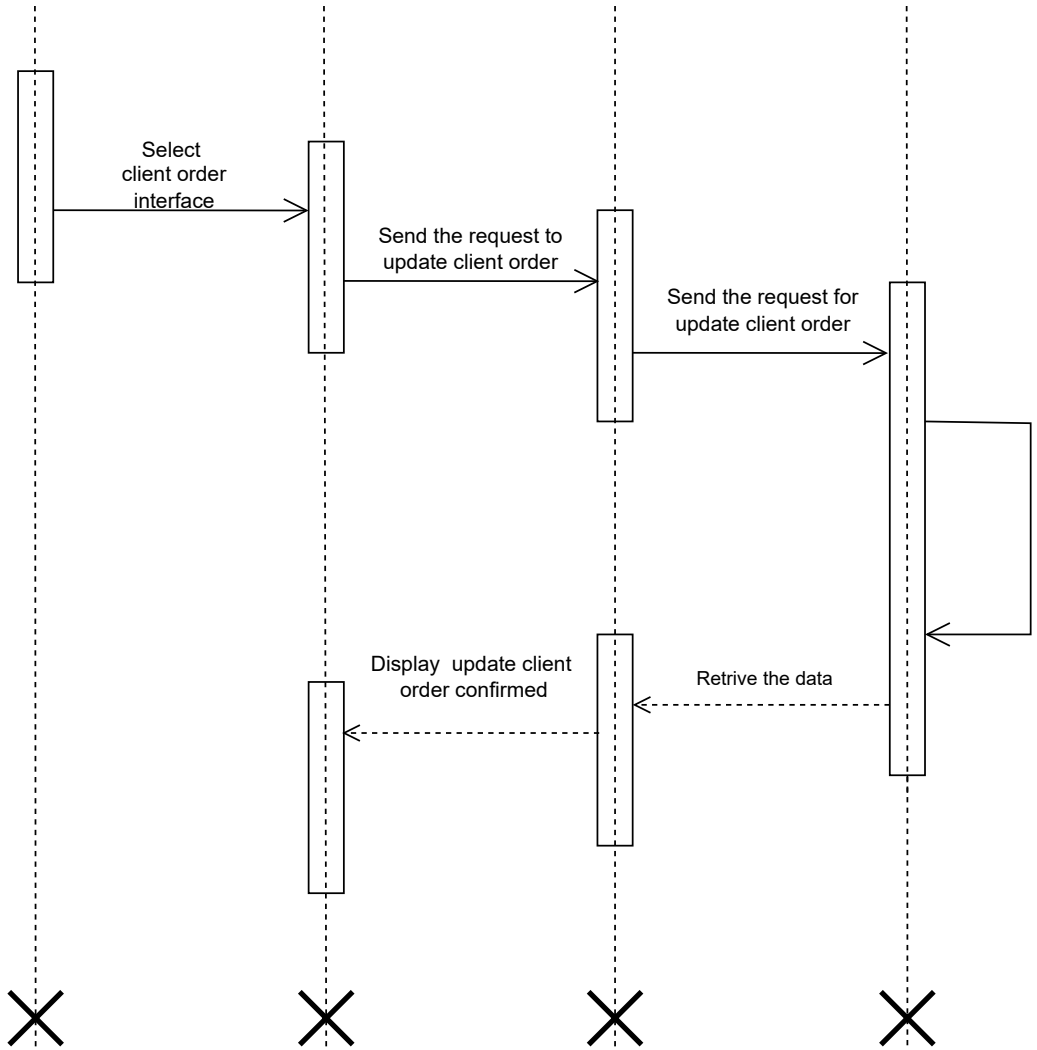 Select
client order
interface
Send the request to
update client order
Send the request for
update client order
Display  update client
order confirmed
Retrive the data